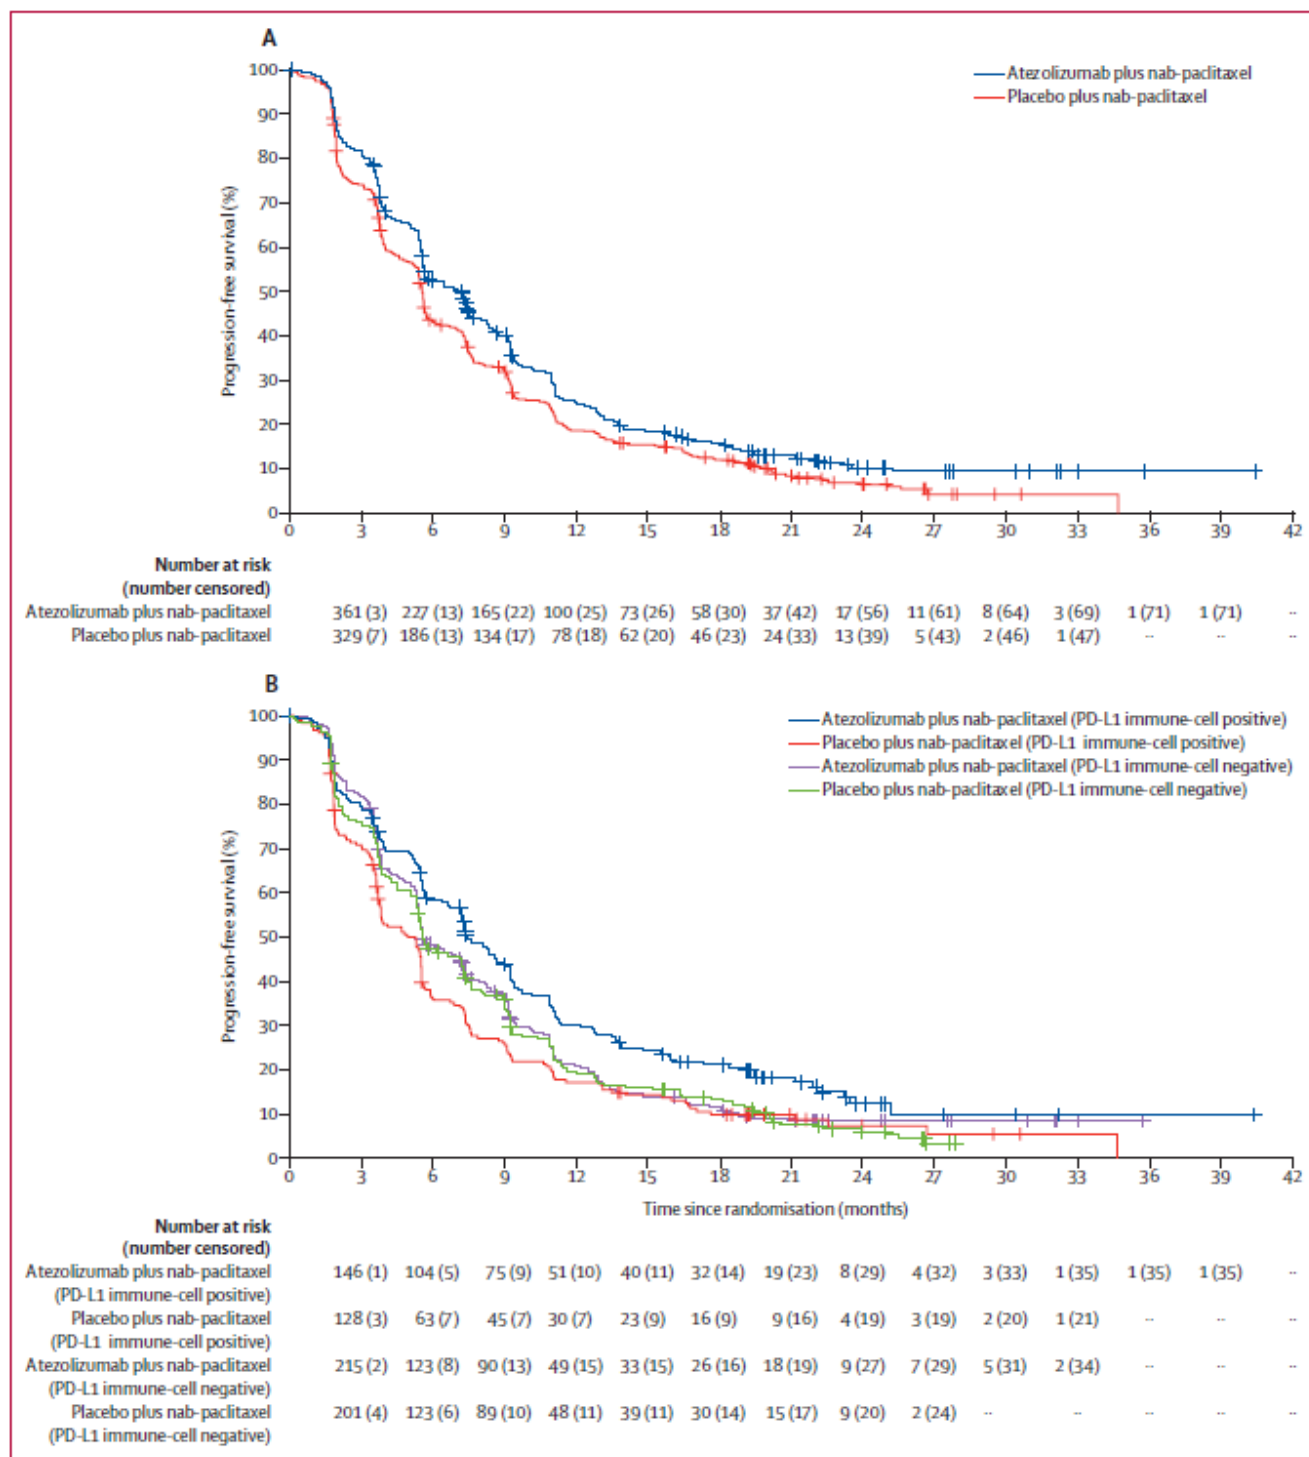 A
Atezolizumab plus nab-paclitaxel
Placebo plus nab-paclitaxel
Progression-free survival (%)
100
90
80
70
60
50
40
30
20
10
0
0 3 6 9 12 15 18 21 24 27 30 33 36 39 42
Number at risk
(number censored)
Atezolizumab plus nab-paclitaxel 361 (3) 227 (13) 165 (22) 100 (25) 73 (26) 58 (30) 37 (42) 17 (56) 11 (61) 8 (64) 3 (69) 1 (71) 1 (71) ··
Placebo plus nab-paclitaxel 329 (7) 186 (13) 134 (17) 78 (18) 62 (20) 46 (23) 24 (33) 13 (39) 5 (43) 2 (46) 1 (47) ·· ·· ··
B
Atezolizumab plus nab-paclitaxel (PD-L1 immune-cell positive)
Placebo plus nab-paclitaxel (PD-L1 immune-cell positive)
Atezolizumab plus nab-paclitaxel (PD-L1 immune-cell negative)
Placebo plus nab-paclitaxel (PD-L1 immune-cell negative)
Progression-free survival (%)
100
90
80
70
60
50
40
30
20
10
0
0 3 6 9 12 15 18 21 24 27 30 33 36 39 42
Time since randomisation (months)
Number at risk
(number censored)
Atezolizumab plus nab-paclitaxel 146 (1) 104 (5) 75 (9) 51 (10) 40 (11) 32 (14) 19 (23) 8 (29) 4 (32) 3 (33) 1 (35) 1 (35) 1 (35) ··
(PD-L1 immune-cell positive)
Placebo plus nab-paclitaxel 128 (3) 63 (7) 45 (7) 30 (7) 23 (9) 16 (9) 9 (16) 4 (19) 3 (19) 2 (20) 1 (21) ·· ·· ··
(PD-L1 immune-cell positive)
Atezolizumab plus nab-paclitaxel 215 (2) 123 (8) 90 (13) 49 (15) 33 (15) 26 (16) 18 (19) 9 (27) 7 (29) 5 (31) 2 (34) ·· ·· ··
(PD-L1 immune-cell negative)
Placebo plus nab-paclitaxel 201 (4) 123 (6) 89 (10) 48 (11) 39 (11) 30 (14) 15 (17) 9 (20) 2 (24) ·· ·· ·· ·· ··
(PD-L1 immune-cell negative)